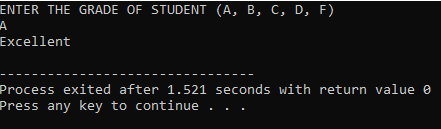 ENTER THE GRADE OF STUDENT (A, B, C, D, F)
A
Excellent
--------------------------------
Process exited after 1.521 seconds with return value 0
Press any key to continue . . .